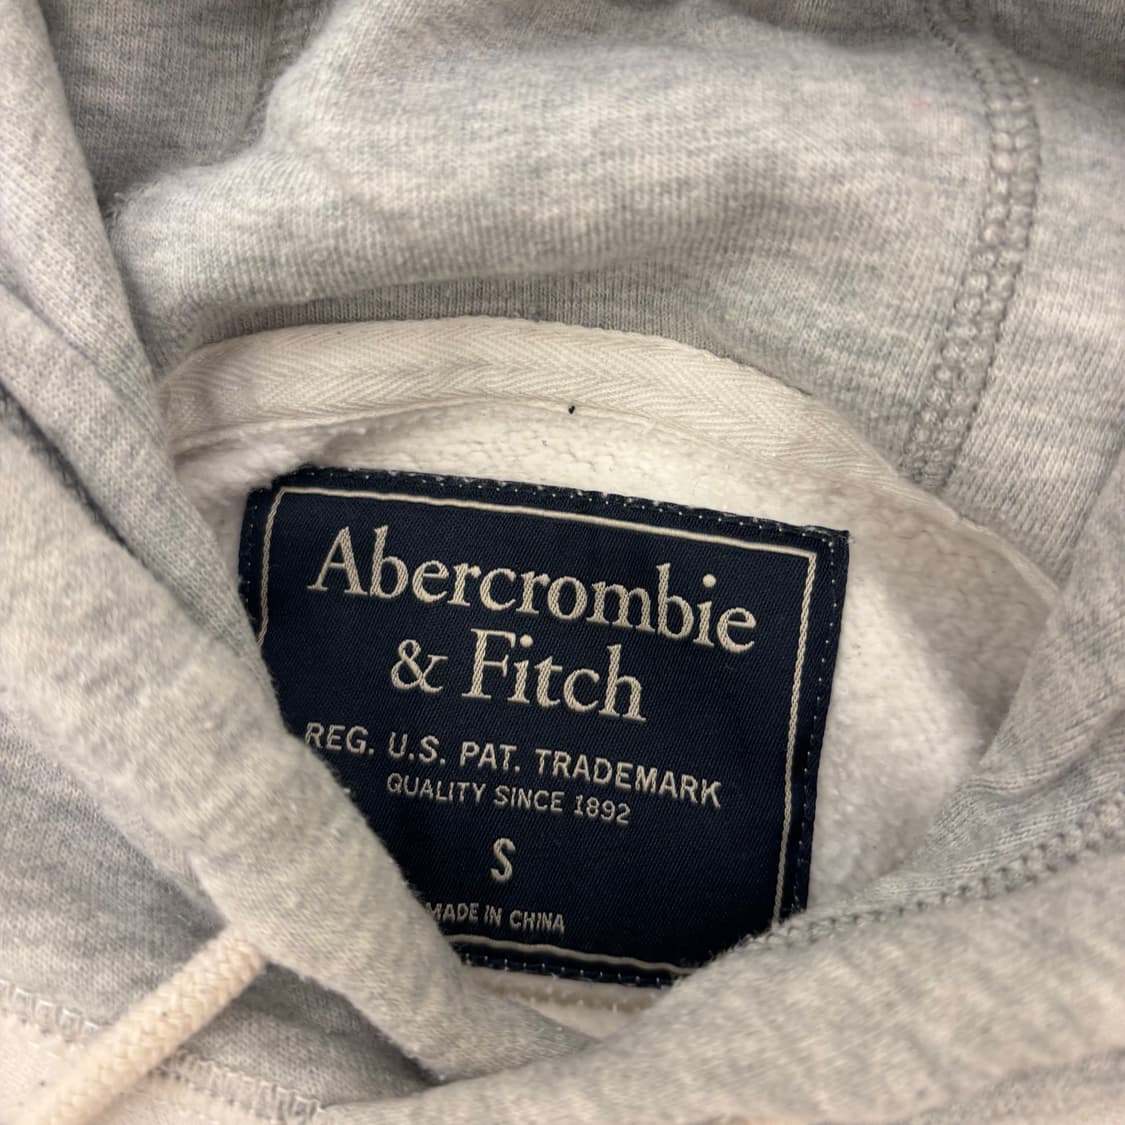 Abercrombie
& Fitch
REG. U.S. PAT. TRADEMARK
QUALITY SINCE 1892
S
MADE IN CHINA